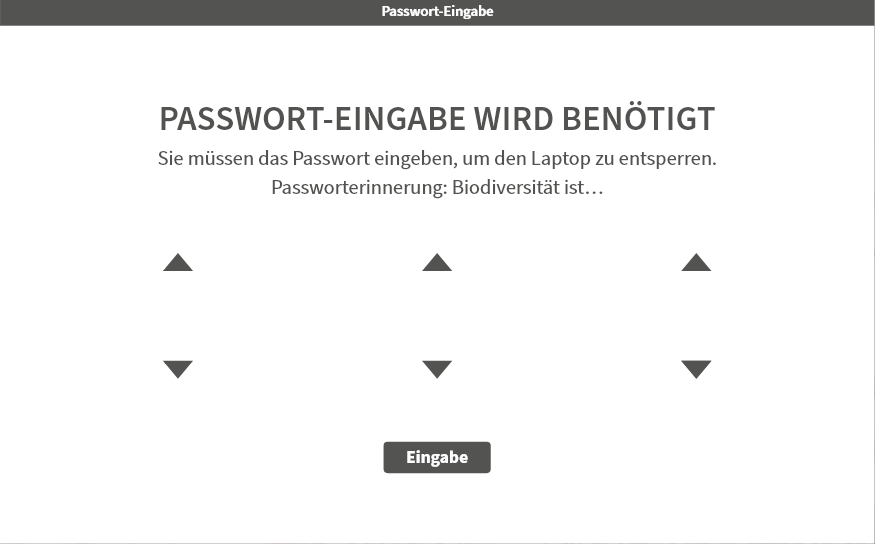 Passwort-Eingabe
PASSWORT-EINGABE WIRD BENÖTIGT
Sie müssen das Passwort eingeben, um den Laptop zu entsperren.
Passworterinnerung: Biodiversität ist…
Eingabe